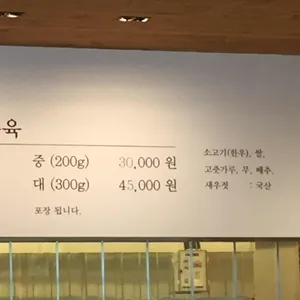 육
중 (200g) 30,000 원
대 (300g) 45,000 원
포장 됩니다.
소고기(한우), 쌀,
고춧가루, 무, 배추,
새우젓 : 국산